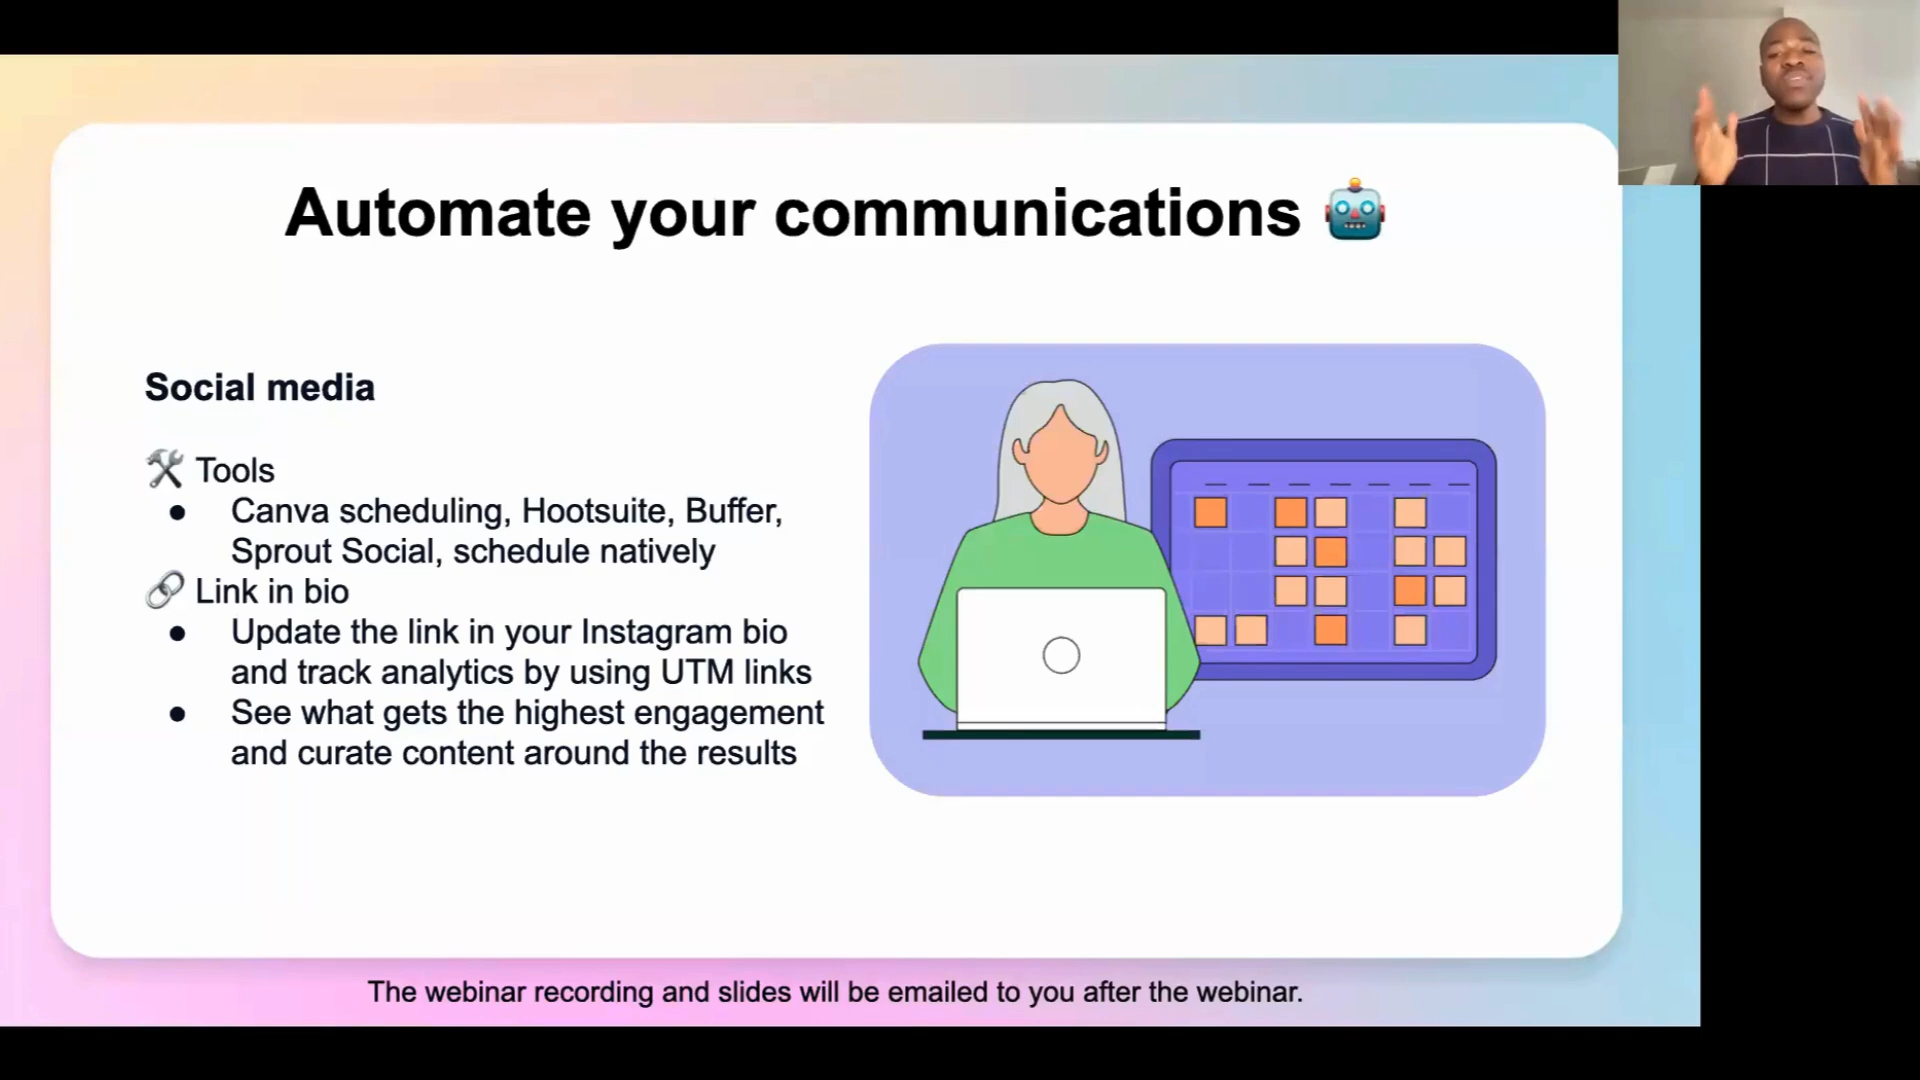 Automate your communications 🤖
Social media
🛠️ Tools
● Canva scheduling, Hootsuite, Buffer,
Sprout Social, schedule natively
🔗 Link in bio
● Update the link in your Instagram bio
and track analytics by using UTM links
● See what gets the highest engagement
and curate content around the results
The webinar recording and slides will be emailed to you after the webinar.